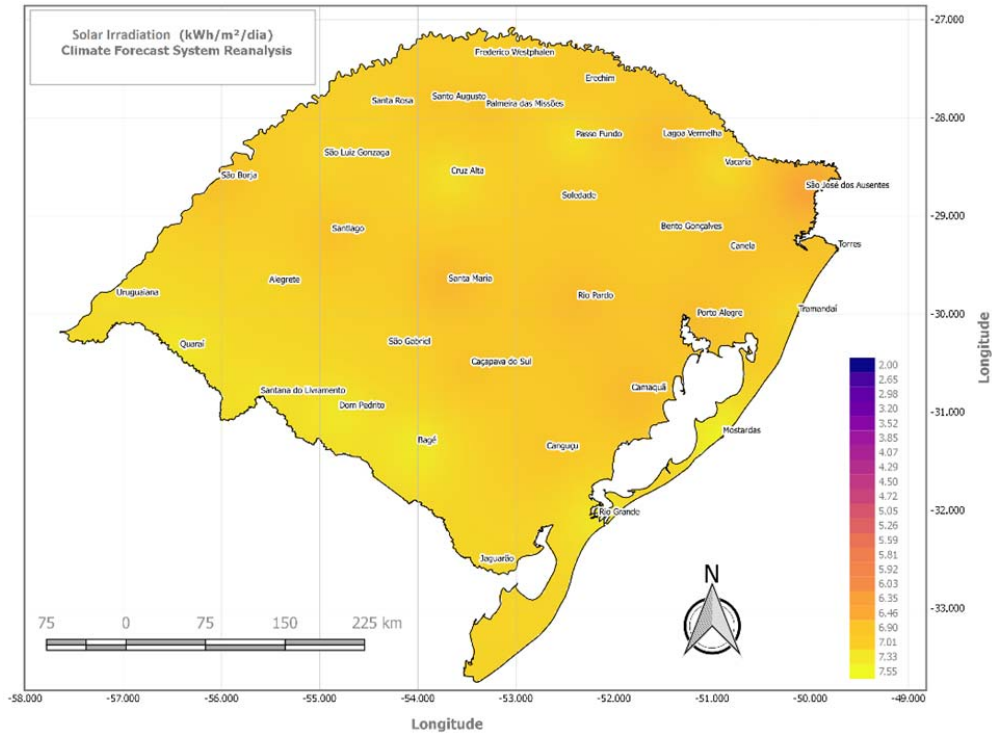 Solar Irradiation (kWh/m²/dia)
Climate Forecast System Reanalysis
-27.000
Frederico Westphalen
Erechim
Santa Rosa
Santo Augusto
Palmeira das Missões
-28.000
Passo Fundo
Lagoa Vermelha
São Luiz Gonzaga
Vacaria
Cruz Alta
São Borja
São José dos Ausentes
Soledade
-29.000
Santiago
Bento Gonçalves
Canela
Torres
Alegrete
Santa Maria
Uruguaiana
Rio Pardo
Tramandaí
-30.000
Porto Alegre
Quaraí
São Gabriel
Caçapava do Sul
Longitude
Santana do Livramento
Camaquã
Dom Pedrito
-31.000
Mostardas
Bagé
Canguçu
-32.000
Rio Grande
Jaguarão
-33.000
2.00
2.65
2.98
3.20
3.52
3.85
4.07
4.29
4.50
4.72
5.05
5.26
5.59
5.81
5.92
6.03
6.35
6.46
6.90
7.01
7.33
7.55
N
75 0 75 150 225 km
-58.000 -57.000 -56.000 -55.000 -54.000 -53.000 -52.000 -51.000 -50.000 -49.000
Longitude